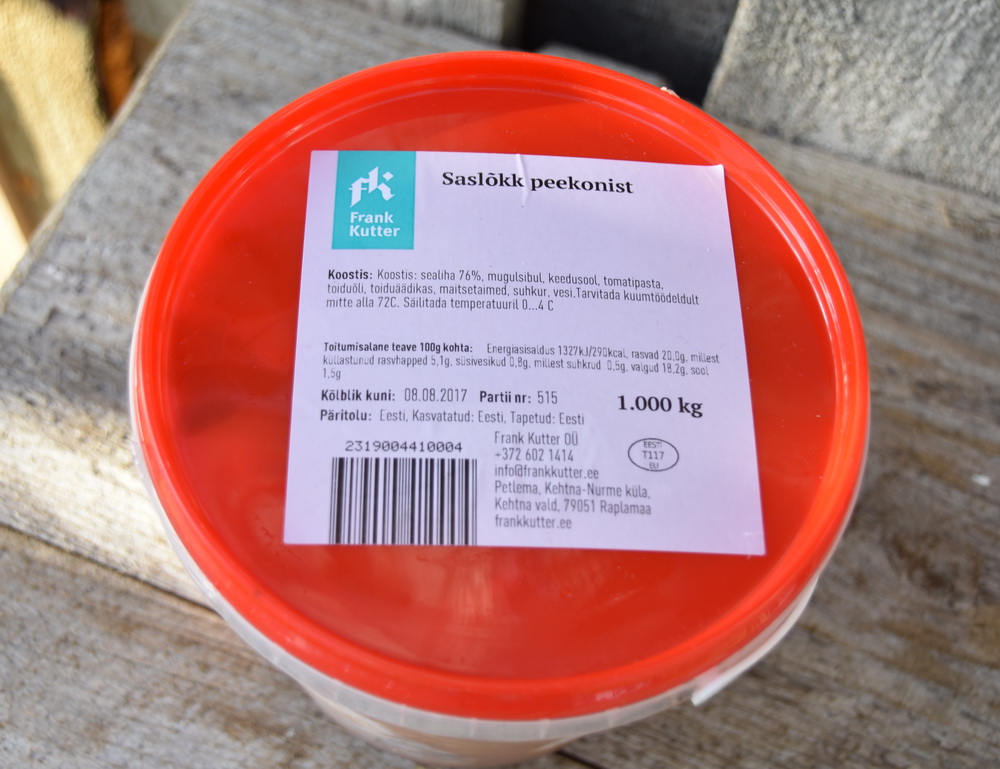 fk
Frank
Kutter
Saslõkk peekonist
Koostis: Koostis: sealiha 76%, mugulsibul, keedusool, tomatipasta,
toiduõli, toiduäädikas, maitsetaimed, suhkur, vesi.Tarvitada kuumtöödeldult
mitte alla 72C. Säilitada temperatuuril 0...4 C
Toitumisalane teave 100g kohta: Energiasisaldus 1327kJ/290kcal, rasvad 20,0g, millest
küllastunud rasvhapped 5,1g, süsivesikud 0,8g, millest suhkrud 0,5g, valgud 18,2g, sool
1,5g
Kõlblik kuni: 08.08.2017 Partii nr: 515
Päritolu: Eesti, Kasvatatud: Eesti, Tapetud: Eesti
1.000 kg
2319004410004
Frank Kutter OÜ
+372 602 1414
info@frankkutter.ee
Petlema, Kehtna-Nurme küla,
Kehtna vald, 79051 Raplamaa
frankkutter.ee
EESTI
T117
EÜ